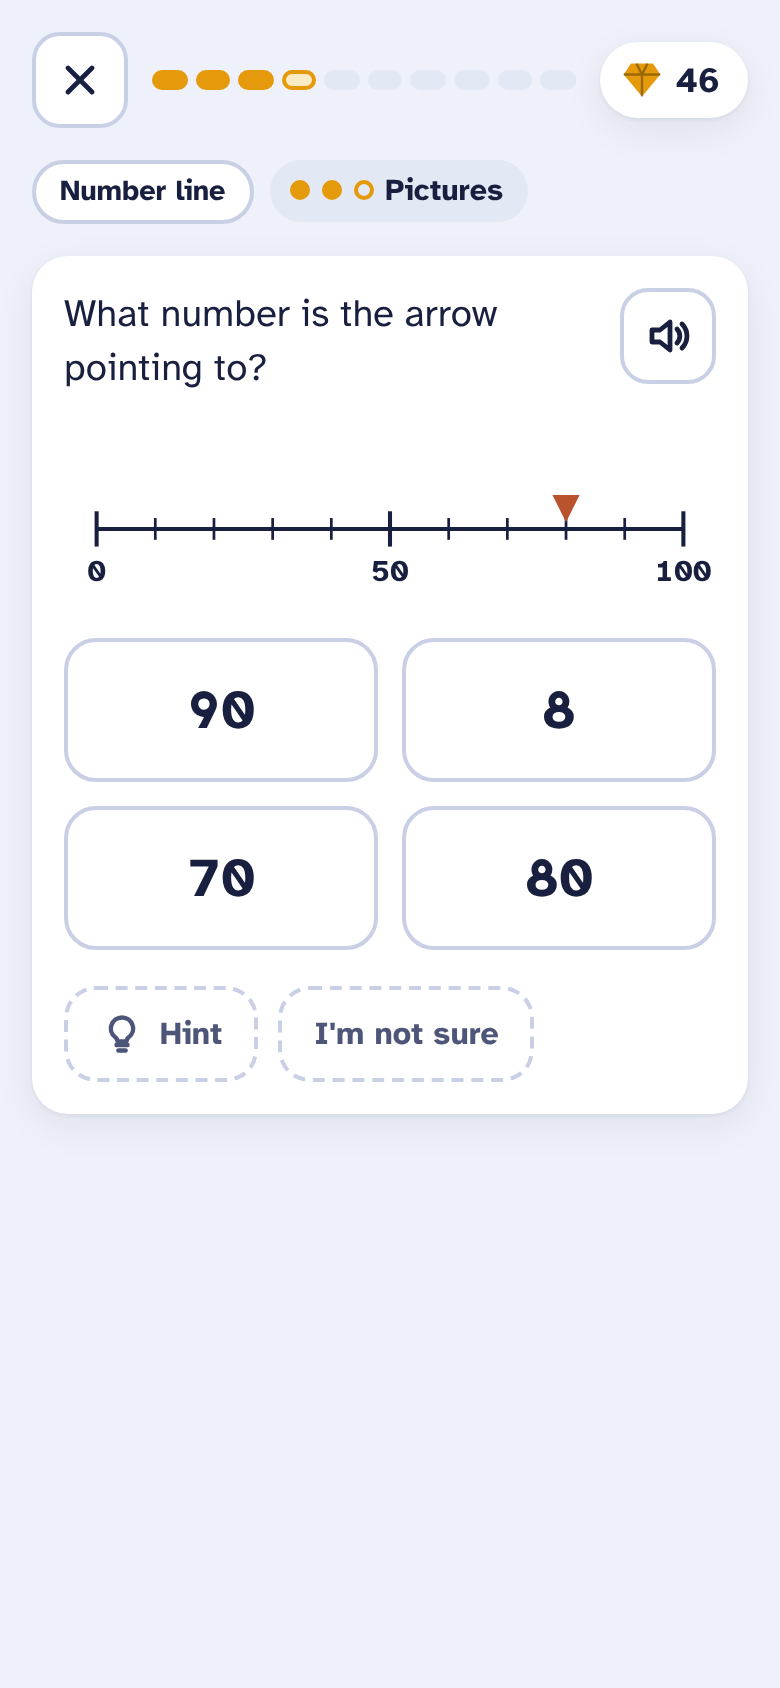 46
Number line
Pictures
What number is the arrow
pointing to?
0 50 100
90 8
70 80
Hint I'm not sure